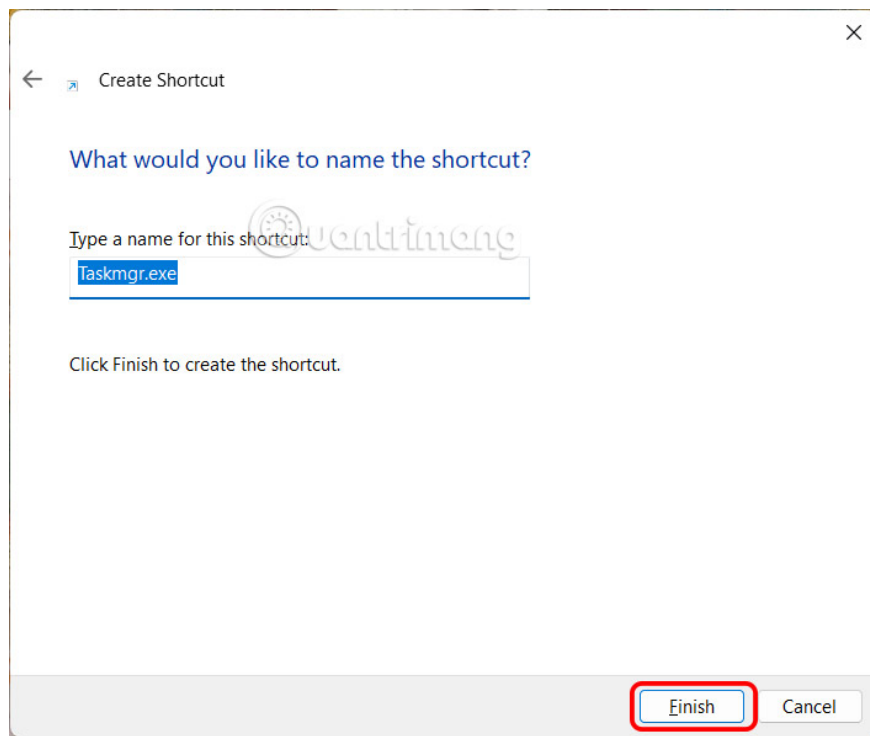 Create Shortcut
What would you like to name the shortcut?
Type a name for this shortcut:
Quantrimang
Taskmgr.exe
Click Finish to create the shortcut.
Finish
Cancel